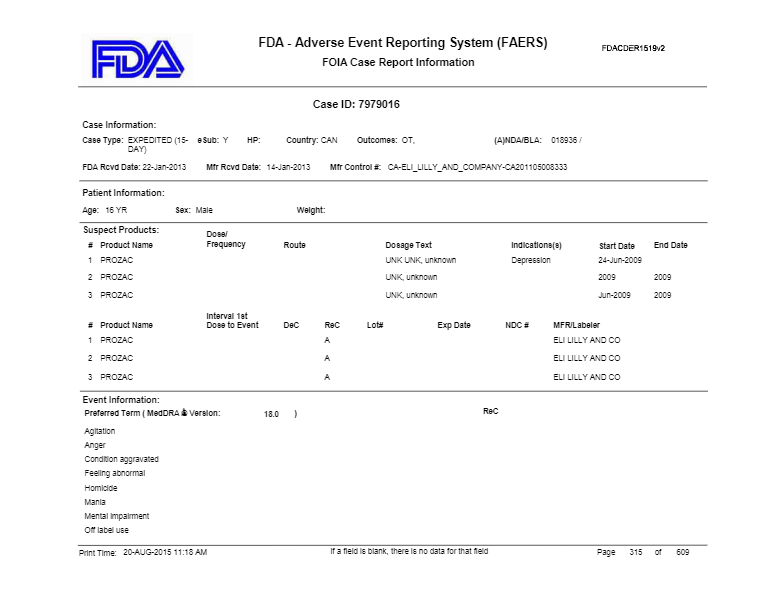 FDA
FDA - Adverse Event Reporting System (FAERS)
FDACDER1519v2
FOIA Case Report Information
Case ID: 7979016
Case Information:
Case Type: EXPEDITED (15-DAY) eSub: Y HP: Country: CAN Outcomes: OT, (A)NDA/BLA: 018936 /
FDA Rcvd Date: 22-Jan-2013 Mfr Rcvd Date: 14-Jan-2013 Mfr Control #: CA-ELI_LILLY_AND_COMPANY-CA201105008333
Patient Information:
Age: 16 YR Sex: Male Weight:
Suspect Products:
# Product Name Dose/Frequency Route Dosage Text Indications(s) Start Date End Date
1 PROZAC UNK UNK, unknown Depression 24-Jun-2009
2 PROZAC UNK, unknown 2009 2009
3 PROZAC UNK, unknown Jun-2009 2009
# Product Name Interval 1st Dose to Event DeC ReC Lot# Exp Date NDC # MFR/Labeler
1 PROZAC A ELI LILLY AND CO
2 PROZAC A ELI LILLY AND CO
3 PROZAC A ELI LILLY AND CO
Event Information:
Preferred Term ( MedDRA Version: 18.0 ) ReC
Agitation
Anger
Condition aggravated
Feeling abnormal
Homicide
Mania
Mental impairment
Off label use
Print Time: 20-AUG-2015 11:18 AM If a field is blank, there is no data for that field Page 315 of 609